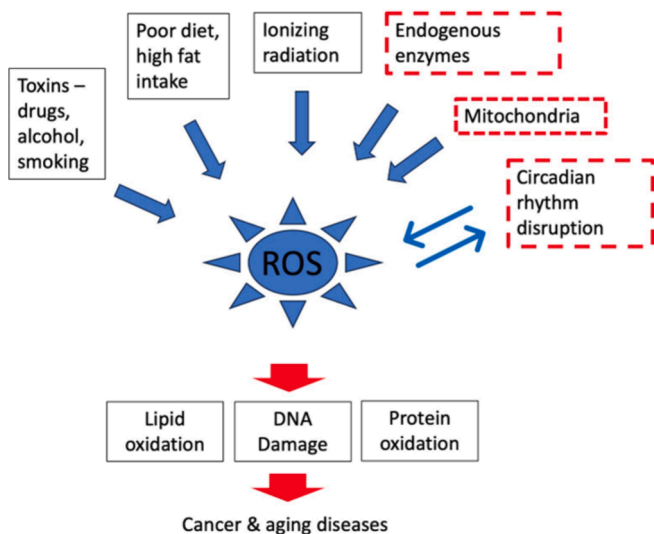 Toxins –
drugs,
alcohol,
smoking
Poor diet,
high fat
intake
Ionizing
radiation
Endogenous
enzymes
Mitochondria
Circadian
rhythm
disruption
ROS
Lipid
oxidation
DNA
Damage
Protein
oxidation
Cancer & aging diseases